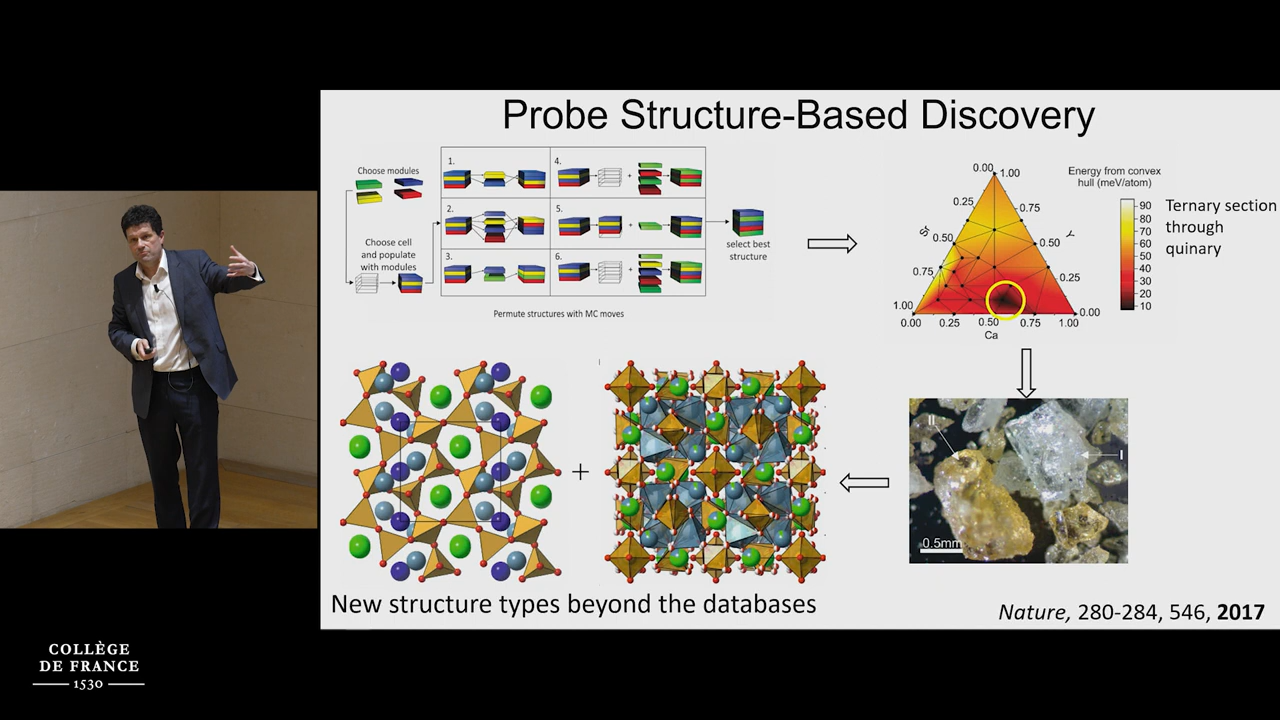 Probe Structure-Based Discovery
Choose modules
Choose cell
and populate
with modules
1.
2.
3.
4.
+
5.
+
6.
+
select best
structure
Permute structures with MC moves
0.00
1.00
0.25
0.75
Sr
0.50
0.50
Y
0.75
0.25
1.00
0.00
0.00
0.25
0.50
0.75
1.00
Ca
Energy from convex
hull (meV/atom)
90
80
70
60
50
40
30
20
10
Ternary section
through
quinary
+
II
I
0.5mm
New structure types beyond the databases
Nature, 280-284, 546, 2017
COLLÈGE
DE FRANCE
1530